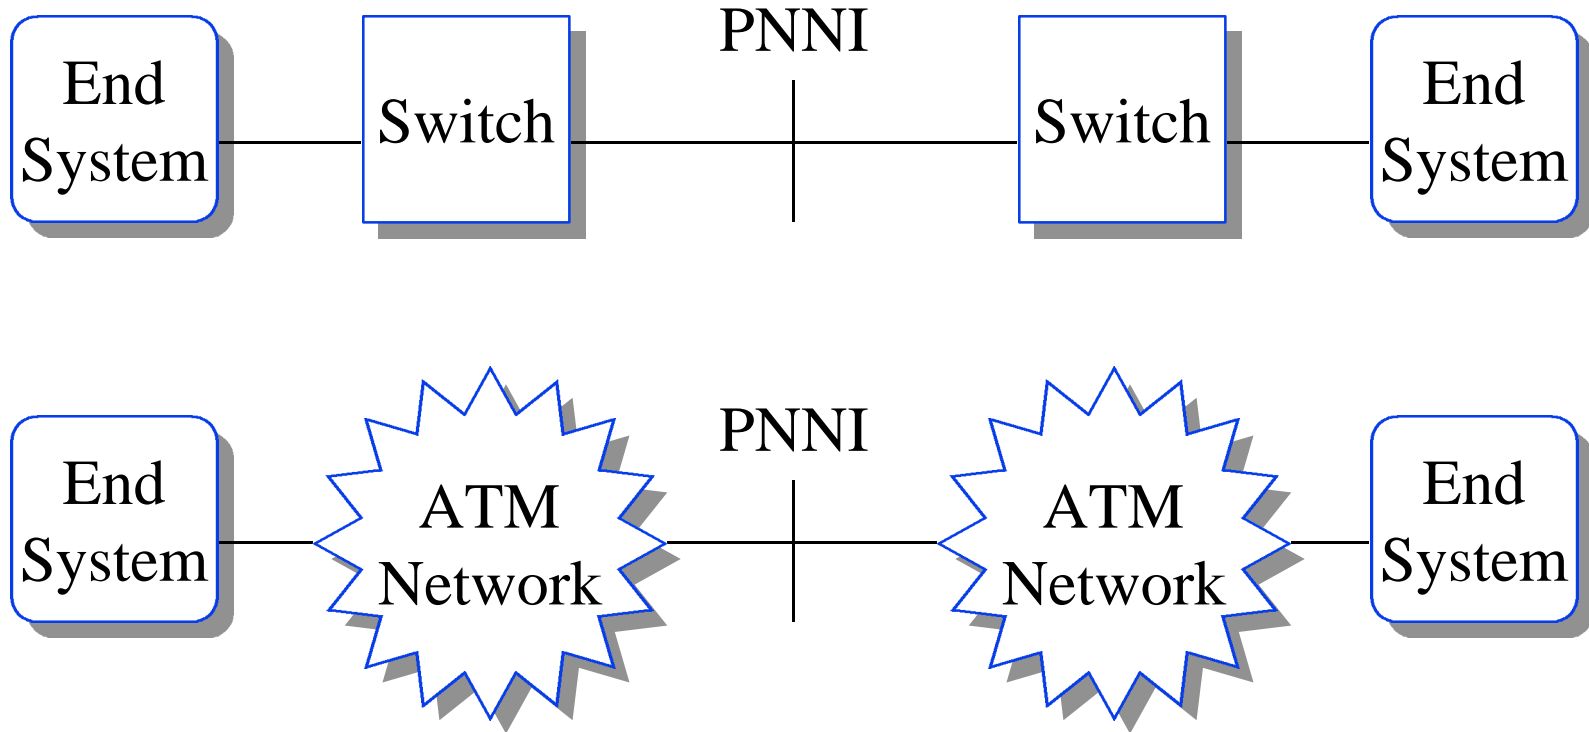 PNNI
End
System
Switch
Switch
End
System
PNNI
End
System
ATM
Network
ATM
Network
End
System